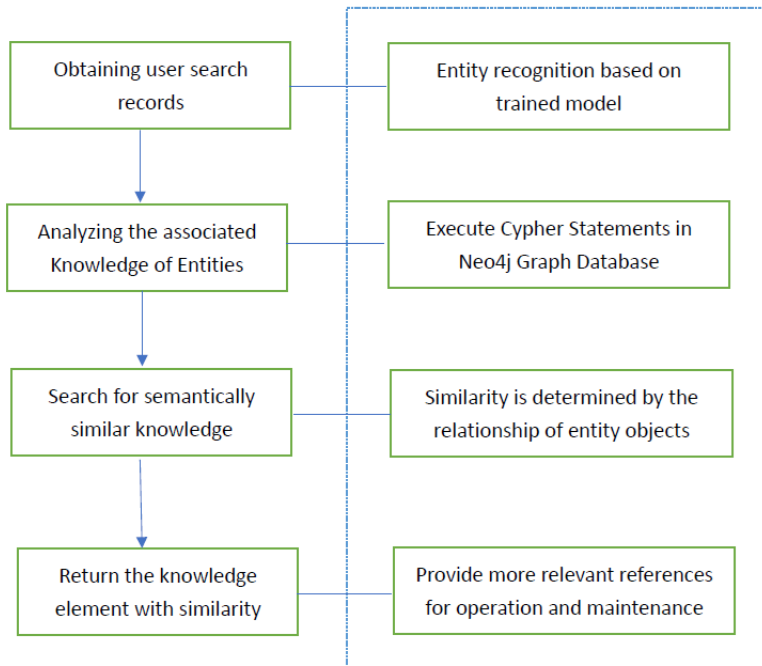 Obtaining user search
records
Entity recognition based on
trained model
Analyzing the associated
Knowledge of Entities
Execute Cypher Statements in
Neo4j Graph Database
Search for semantically
similar knowledge
Similarity is determined by the
relationship of entity objects
Return the knowledge
element with similarity
Provide more relevant references
for operation and maintenance